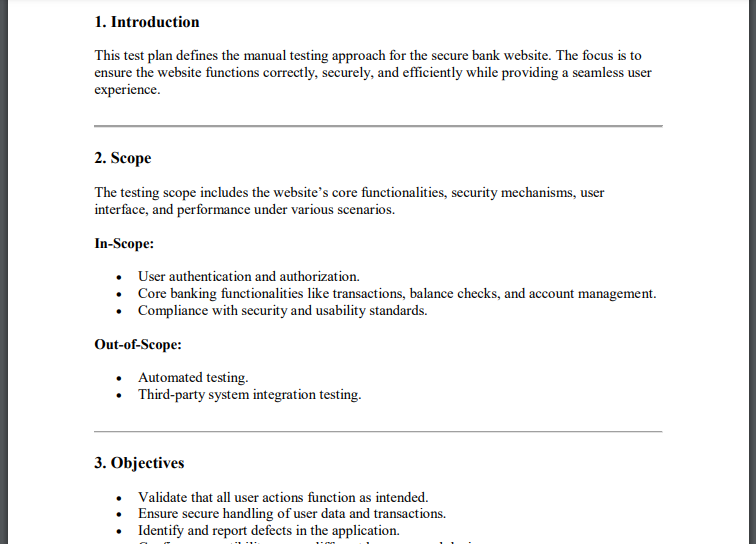 1. Introduction
This test plan defines the manual testing approach for the secure bank website. The focus is to
ensure the website functions correctly, securely, and efficiently while providing a seamless user
experience.
2. Scope
The testing scope includes the website’s core functionalities, security mechanisms, user
interface, and performance under various scenarios.
In-Scope:
• User authentication and authorization.
• Core banking functionalities like transactions, balance checks, and account management.
• Compliance with security and usability standards.
Out-of-Scope:
• Automated testing.
• Third-party system integration testing.
3. Objectives
• Validate that all user actions function as intended.
• Ensure secure handling of user data and transactions.
• Identify and report defects in the application.